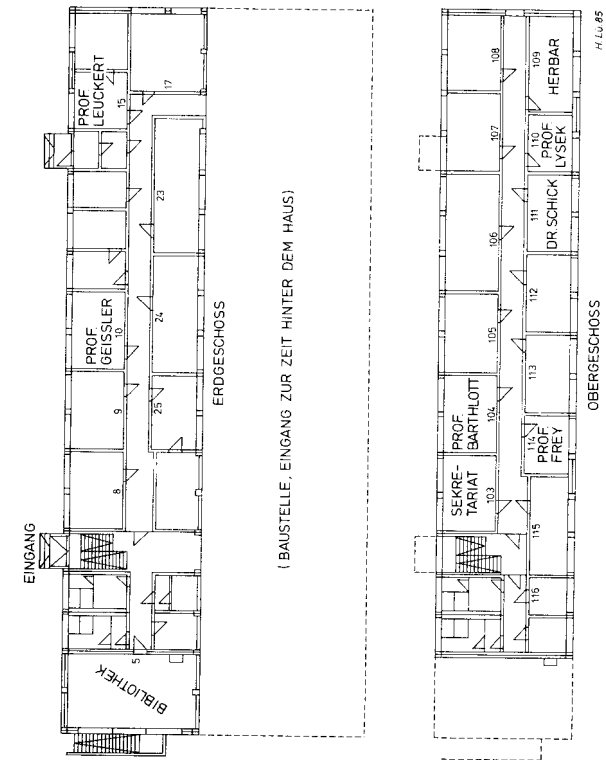 EINGANG
BIBLIOTHEK
5
8
9
PROF.
GEISSLER
10
PROF.
LEUCKERT
15
17
23
24
25
ERDGESCHOSS
( BAUSTELLE, EINGANG ZUR ZEIT HINTER DEM HAUS)
SEKRE-
TARIAT
103
PROF.
BARTHLOTT
104
105
106
107
108
109
HERBAR
110
PROF.
LYSEK
111
DR.SCHICK
112
113
114
PROF.
FREY
115
116
OBERGESCHOSS
H.Lü.85